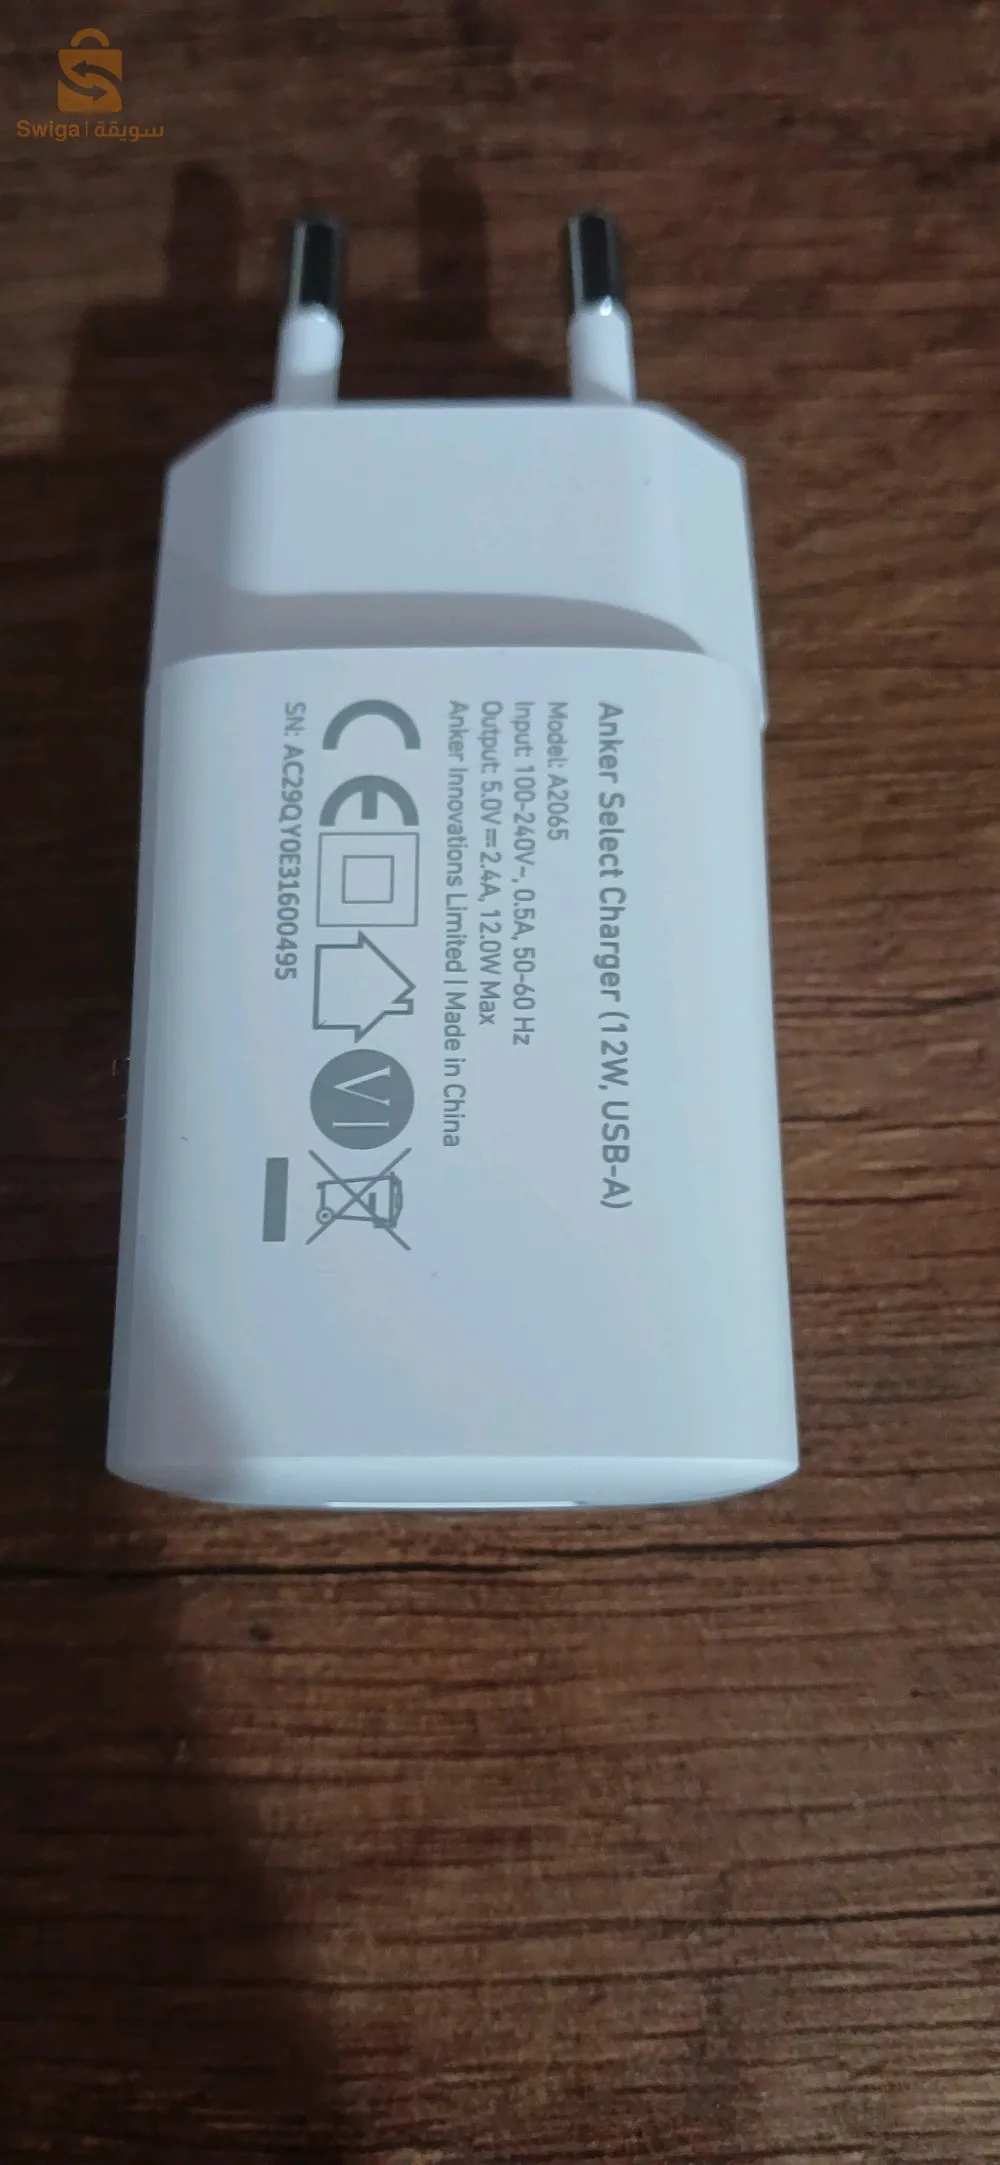 Swiga | سويقة
Anker Select Charger (12W, USB-A)
Model: A2065
Input: 100-240V~, 0.5A, 50-60 Hz
Output: 5.0V⎓2.4A, 12.0W Max
Anker Innovations Limited | Made in China
CE
VI
SN: AC29QY0E31600495